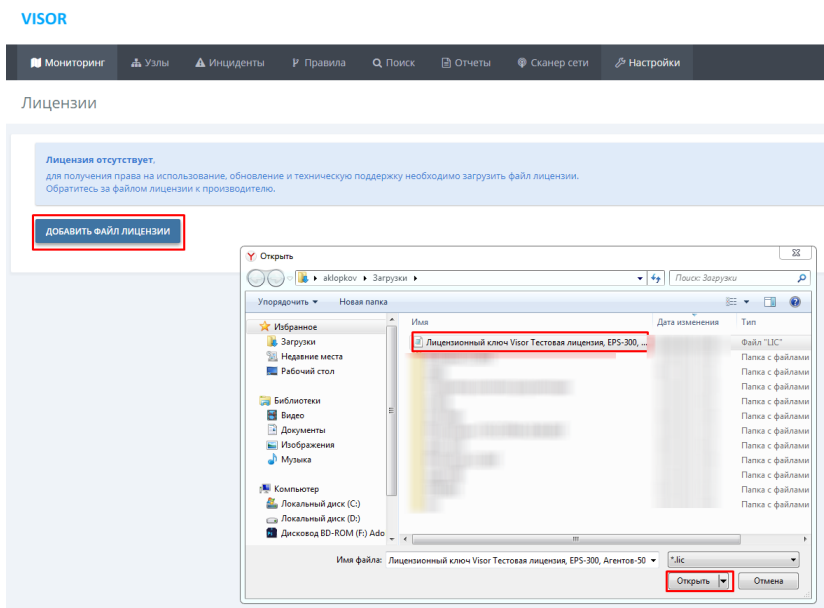 VISOR
Мониторинг Узлы Инциденты Правила Поиск Отчеты Сканер сети Настройки
Лицензии
Лицензия отсутствует,
для получения права на использование, обновление и техническую поддержку необходимо загрузить файл лицензии.
Обратитесь за файлом лицензии к производителю.
ДОБАВИТЬ ФАЙЛ ЛИЦЕНЗИИ
Открыть
aklopkov Загрузки Поиск: Загрузки
Упорядочить Новая папка
Имя Дата изменения Тип
Избранное
Лицензионный ключ Visor Тестовая лицензия, EPS-300, ... Файл "LIC"
Загрузки
Папка с файлами
Недавние места
Папка с файлами
Рабочий стол
Папка с файлами
Папка с файлами
Библиотеки
Папка с файлами
Видео
Папка с файлами
Документы
Папка с файлами
Изображения
Папка с файлами
Музыка
Папка с файлами
Папка с файлами
Компьютер
Папка с файлами
Локальный диск (C:)
Папка с файлами
Локальный диск (D:)
Дисковод BD-ROM (F:) Ado
Имя файла: Лицензионный ключ Visor Тестовая лицензия, EPS-300, Агентов-50 *.lic
Открыть Отмена